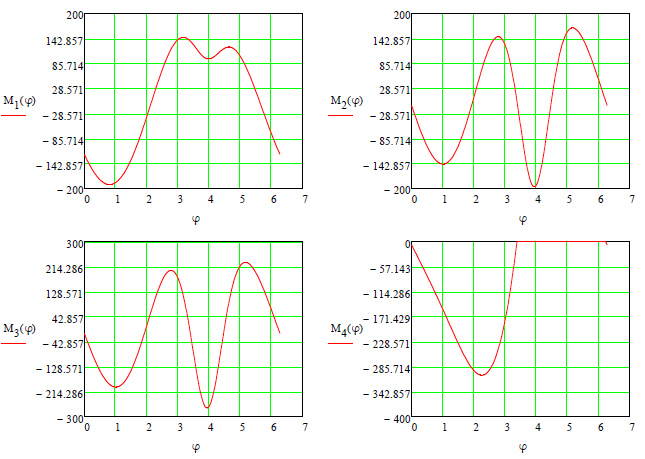 200
142.857
85.714
28.571
M1(φ)
− 28.571
− 85.714
− 142.857
− 200
0 1 2 3 4 5 6 7
φ
200
142.857
85.714
28.571
M2(φ)
− 28.571
− 85.714
− 142.857
− 200
0 1 2 3 4 5 6 7
φ
300
214.286
128.571
42.857
M3(φ)
− 42.857
− 128.571
− 214.286
− 300
0 1 2 3 4 5 6 7
φ
0
− 57.143
− 114.286
− 171.429
M4(φ)
− 228.571
− 285.714
− 342.857
− 400
0 1 2 3 4 5 6 7
φ